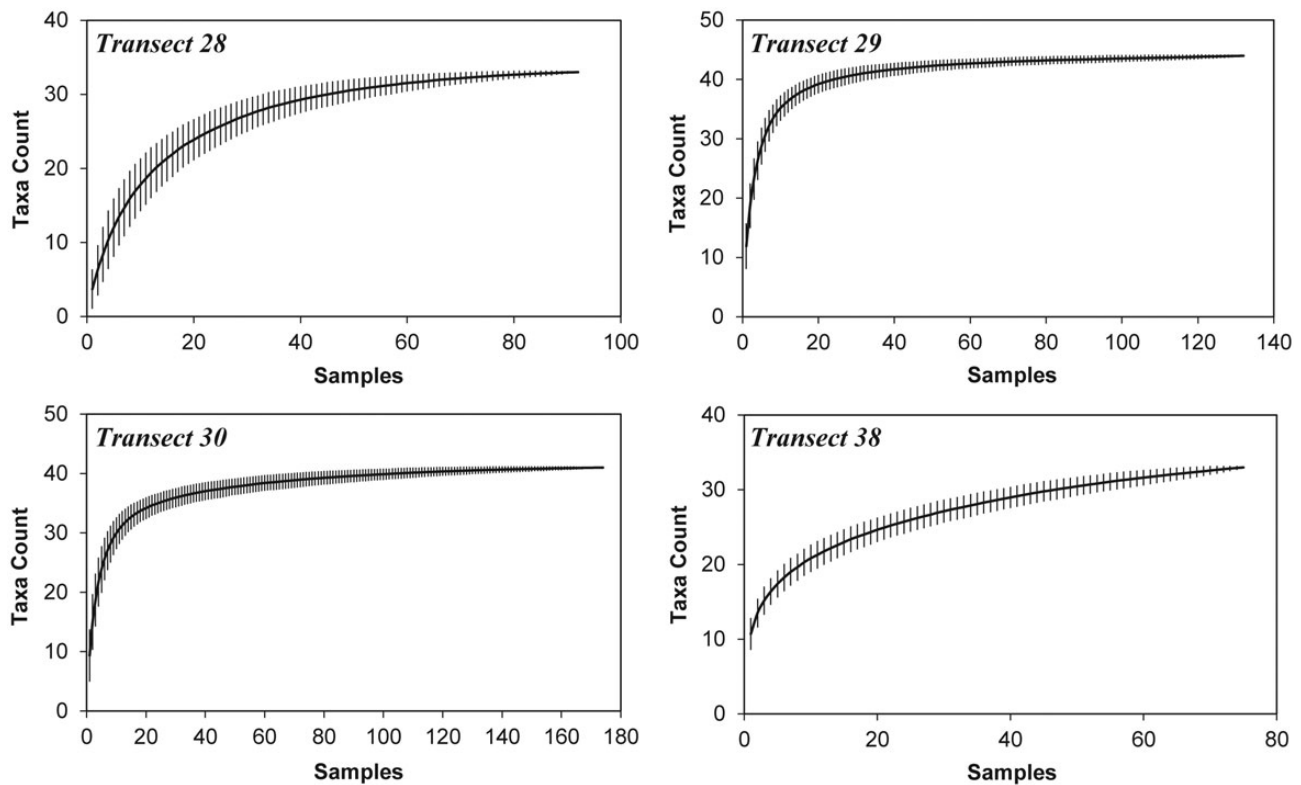 Transect 28
40
30
20
10
0
Taxa Count
0 20 40 60 80 100
Samples
Transect 29
50
40
30
20
10
0
Taxa Count
0 20 40 60 80 100 120 140
Samples
Transect 30
50
40
30
20
10
0
Taxa Count
0 20 40 60 80 100 120 140 160 180
Samples
Transect 38
40
30
20
10
0
Taxa Count
0 20 40 60 80
Samples